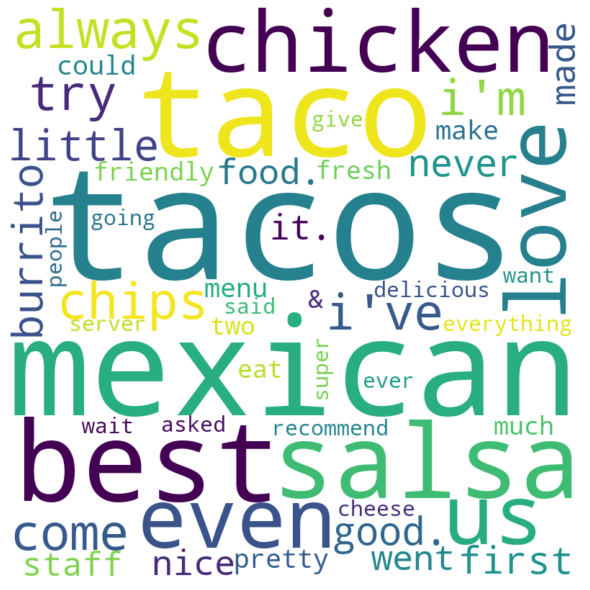 always
chicken
made
could
try
taco
i'm
give
make
little
love
friendly
food.
fresh
never
burrito
people
tacos
going
it.
want
chips
menu
said
&
i've
delicious
server
two
everything
mexican
super
eat
ever
best
wait
asked
recommend
much
salsa
come
even
cheese
good.
us
staff
nice
pretty
went
first